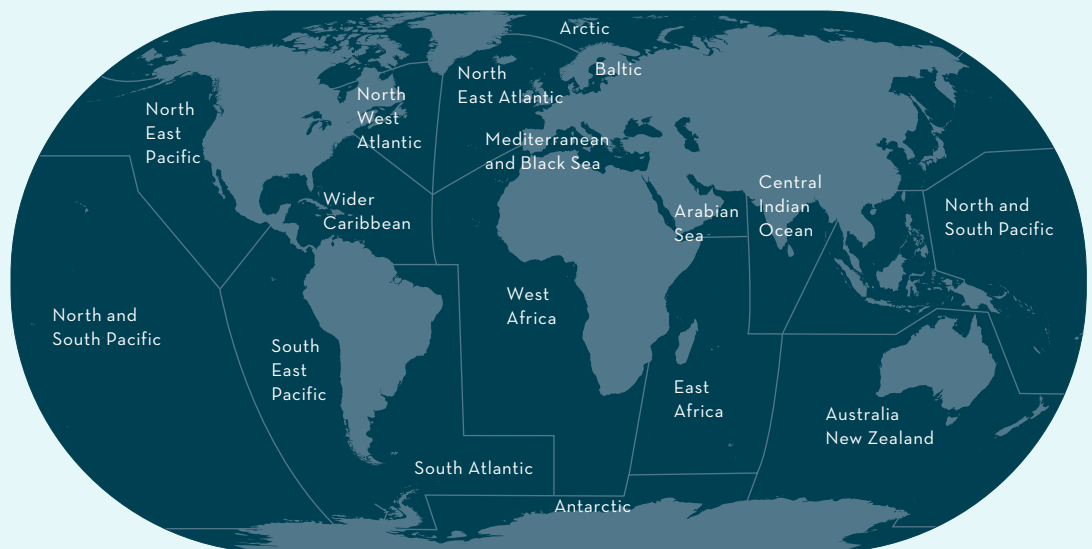 Arctic
Baltic
North
East Atlantic
North
West
Atlantic
North
East
Pacific
Mediterranean
and Black Sea
Wider
Caribbean
Arabian
Sea
Central
Indian
Ocean
North and
South Pacific
West
Africa
North and
South Pacific
South
East
Pacific
East
Africa
Australia
New Zealand
South Atlantic
Antarctic